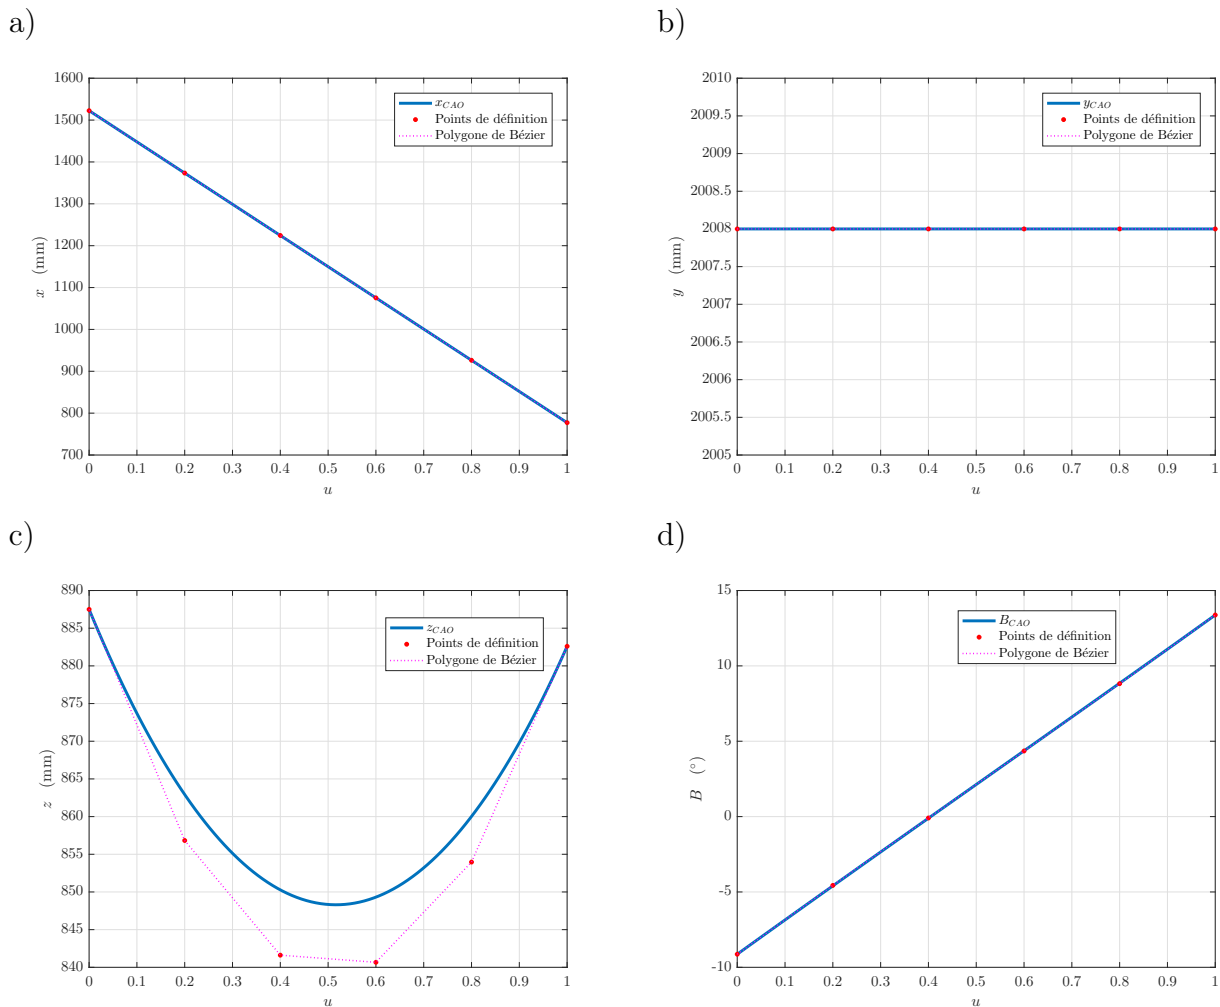 a)
1600
1500
1400
1300
1200
1100
1000
900
800
700
x (mm)
0 0.1 0.2 0.3 0.4 0.5 0.6 0.7 0.8 0.9 1
u
x_CAO
Points de définition
Polygone de Bézier
b)
2010
2009.5
2009
2008.5
2008
2007.5
2007
2006.5
2006
2005.5
2005
y (mm)
0 0.1 0.2 0.3 0.4 0.5 0.6 0.7 0.8 0.9 1
u
y_CAO
Points de définition
Polygone de Bézier
c)
890
885
880
875
870
865
860
855
850
845
840
z (mm)
0 0.1 0.2 0.3 0.4 0.5 0.6 0.7 0.8 0.9 1
u
z_CAO
Points de définition
Polygone de Bézier
d)
15
10
5
0
-5
-10
B (°)
0 0.1 0.2 0.3 0.4 0.5 0.6 0.7 0.8 0.9 1
u
B_CAO
Points de définition
Polygone de Bézier